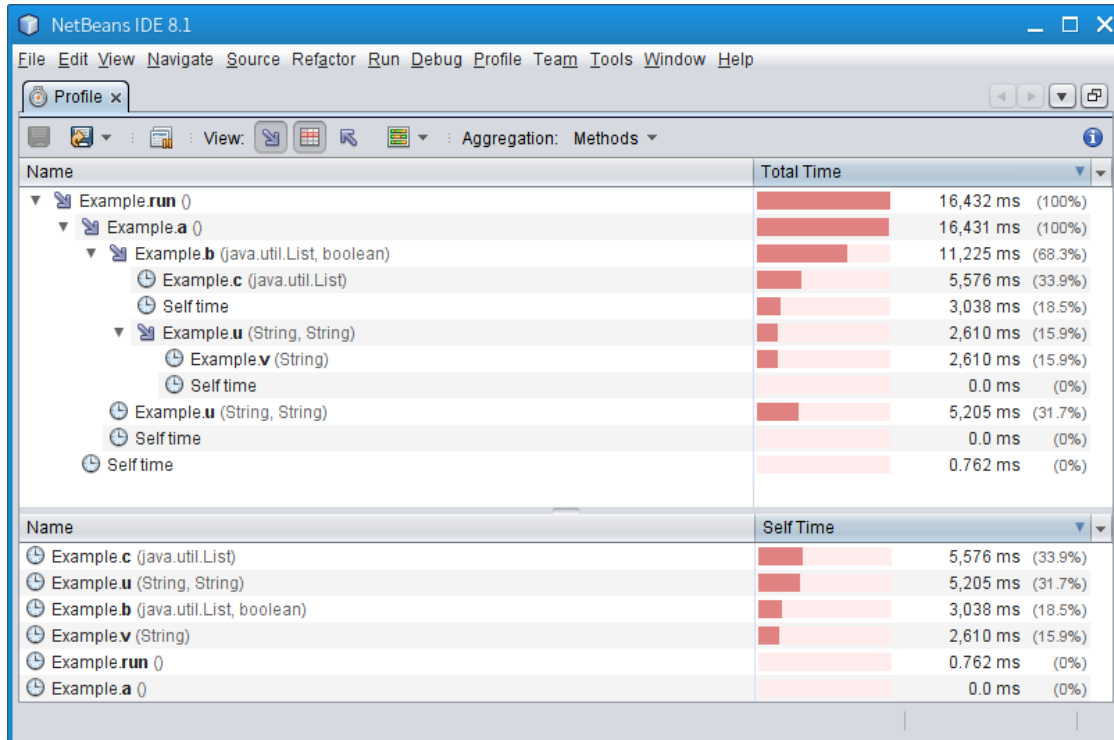 NetBeans IDE 8.1
File Edit View Navigate Source Refactor Run Debug Profile Team Tools Window Help
Profile x
View: Aggregation: Methods
Name Total Time
Example.run () 16,432 ms (100%)
Example.a () 16,431 ms (100%)
Example.b (java.util.List, boolean) 11,225 ms (68.3%)
Example.c (java.util.List) 5,576 ms (33.9%)
Self time 3,038 ms (18.5%)
Example.u (String, String) 2,610 ms (15.9%)
Example.v (String) 2,610 ms (15.9%)
Self time 0.0 ms (0%)
Example.u (String, String) 5,205 ms (31.7%)
Self time 0.0 ms (0%)
Self time 0.762 ms (0%)
Name Self Time
Example.c (java.util.List) 5,576 ms (33.9%)
Example.u (String, String) 5,205 ms (31.7%)
Example.b (java.util.List, boolean) 3,038 ms (18.5%)
Example.v (String) 2,610 ms (15.9%)
Example.run () 0.762 ms (0%)
Example.a () 0.0 ms (0%)